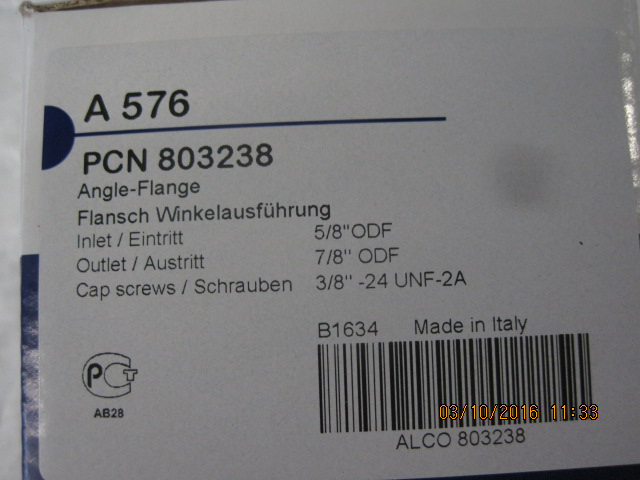 A 576
PCN 803238
Angle-Flange
Flansch Winkelausführung
Inlet / Eintritt 5/8"ODF
Outlet / Austritt 7/8" ODF
Cap screws / Schrauben 3/8" -24 UNF-2A
B1634 Made in Italy
PCT
AB28
03/10/2016 11:33
ALCO 803238